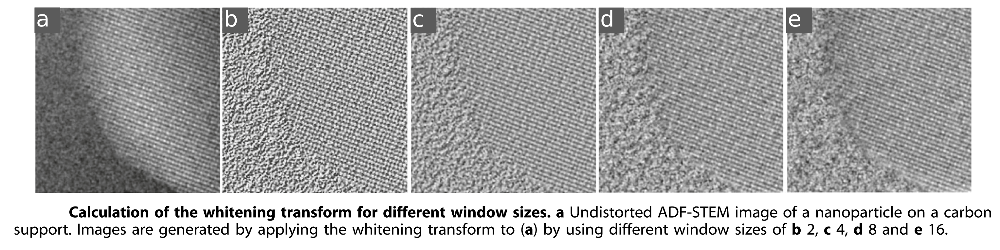 a b c d e
Calculation of the whitening transform for different window sizes. a Undistorted ADF-STEM image of a nanoparticle on a carbon
support. Images are generated by applying the whitening transform to (a) by using different window sizes of b 2, c 4, d 8 and e 16.